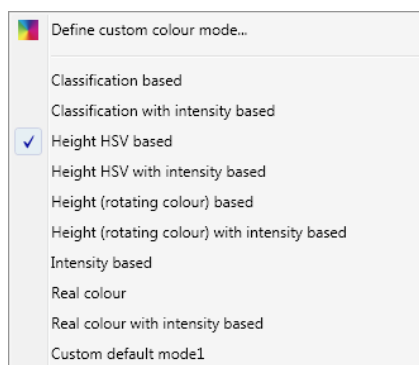 Define custom colour mode...
Classification based
Classification with intensity based
Height HSV based
Height HSV with intensity based
Height (rotating colour) based
Height (rotating colour) with intensity based
Intensity based
Real colour
Real colour with intensity based
Custom default mode1